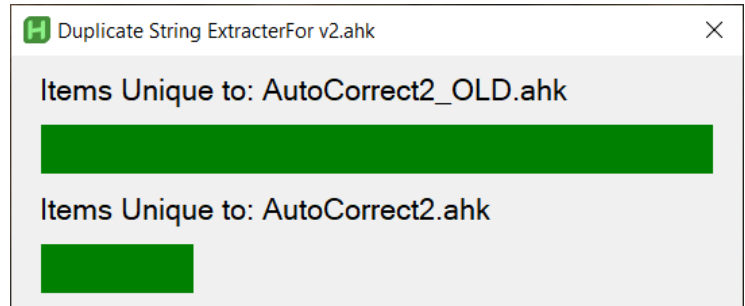 Duplicate String ExtracterFor v2.ahk
Items Unique to: AutoCorrect2_OLD.ahk
Items Unique to: AutoCorrect2.ahk